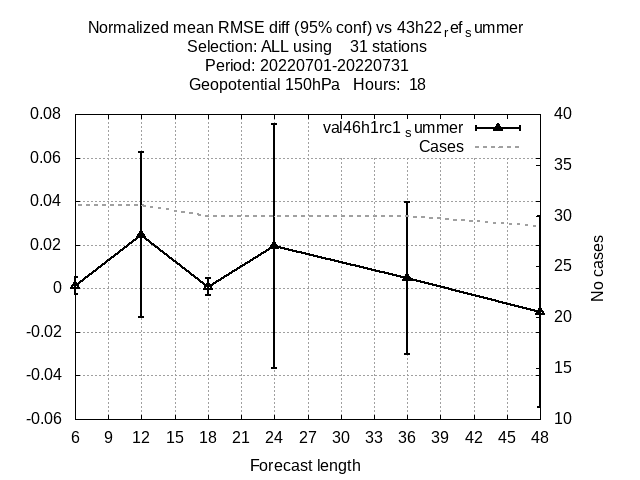 Normalized mean RMSE diff (95% conf) vs 43h22refsummer
Selection: ALL using 31 stations
Period: 20220701-20220731
Geopotential 150hPa Hours: 18
val46h1rc1summer
Cases
0.08
0.06
0.04
0.02
0
-0.02
-0.04
-0.06
40
35
30
25
20
15
10
No cases
6 9 12 15 18 21 24 27 30 33 36 39 42 45 48
Forecast length